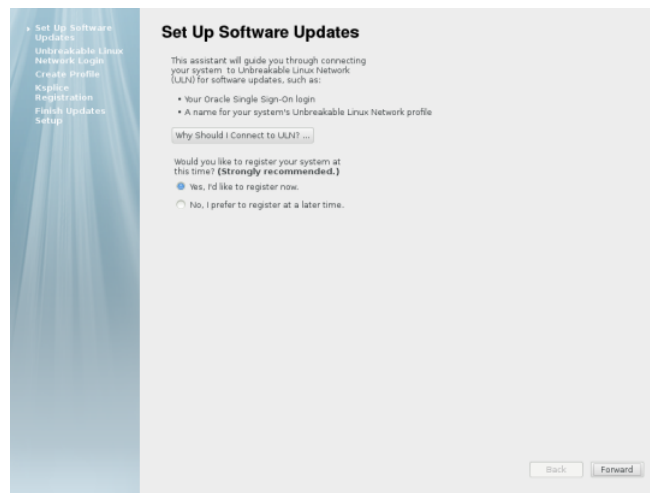 Set Up Software
Updates
Unbreakable Linux
Network Login
Create Profile
Ksplice
Registration
Finish Updates
Setup
Set Up Software Updates
This assistant will guide you through connecting
your system to Unbreakable Linux Network
(ULN) for software updates, such as:
• Your Oracle Single Sign-On login
• A name for your system's Unbreakable Linux Network profile
Why Should I Connect to ULN? ...
Would you like to register your system at
this time? (Strongly recommended.)
Yes, I'd like to register now.
No, I prefer to register at a later time.
Back
Forward